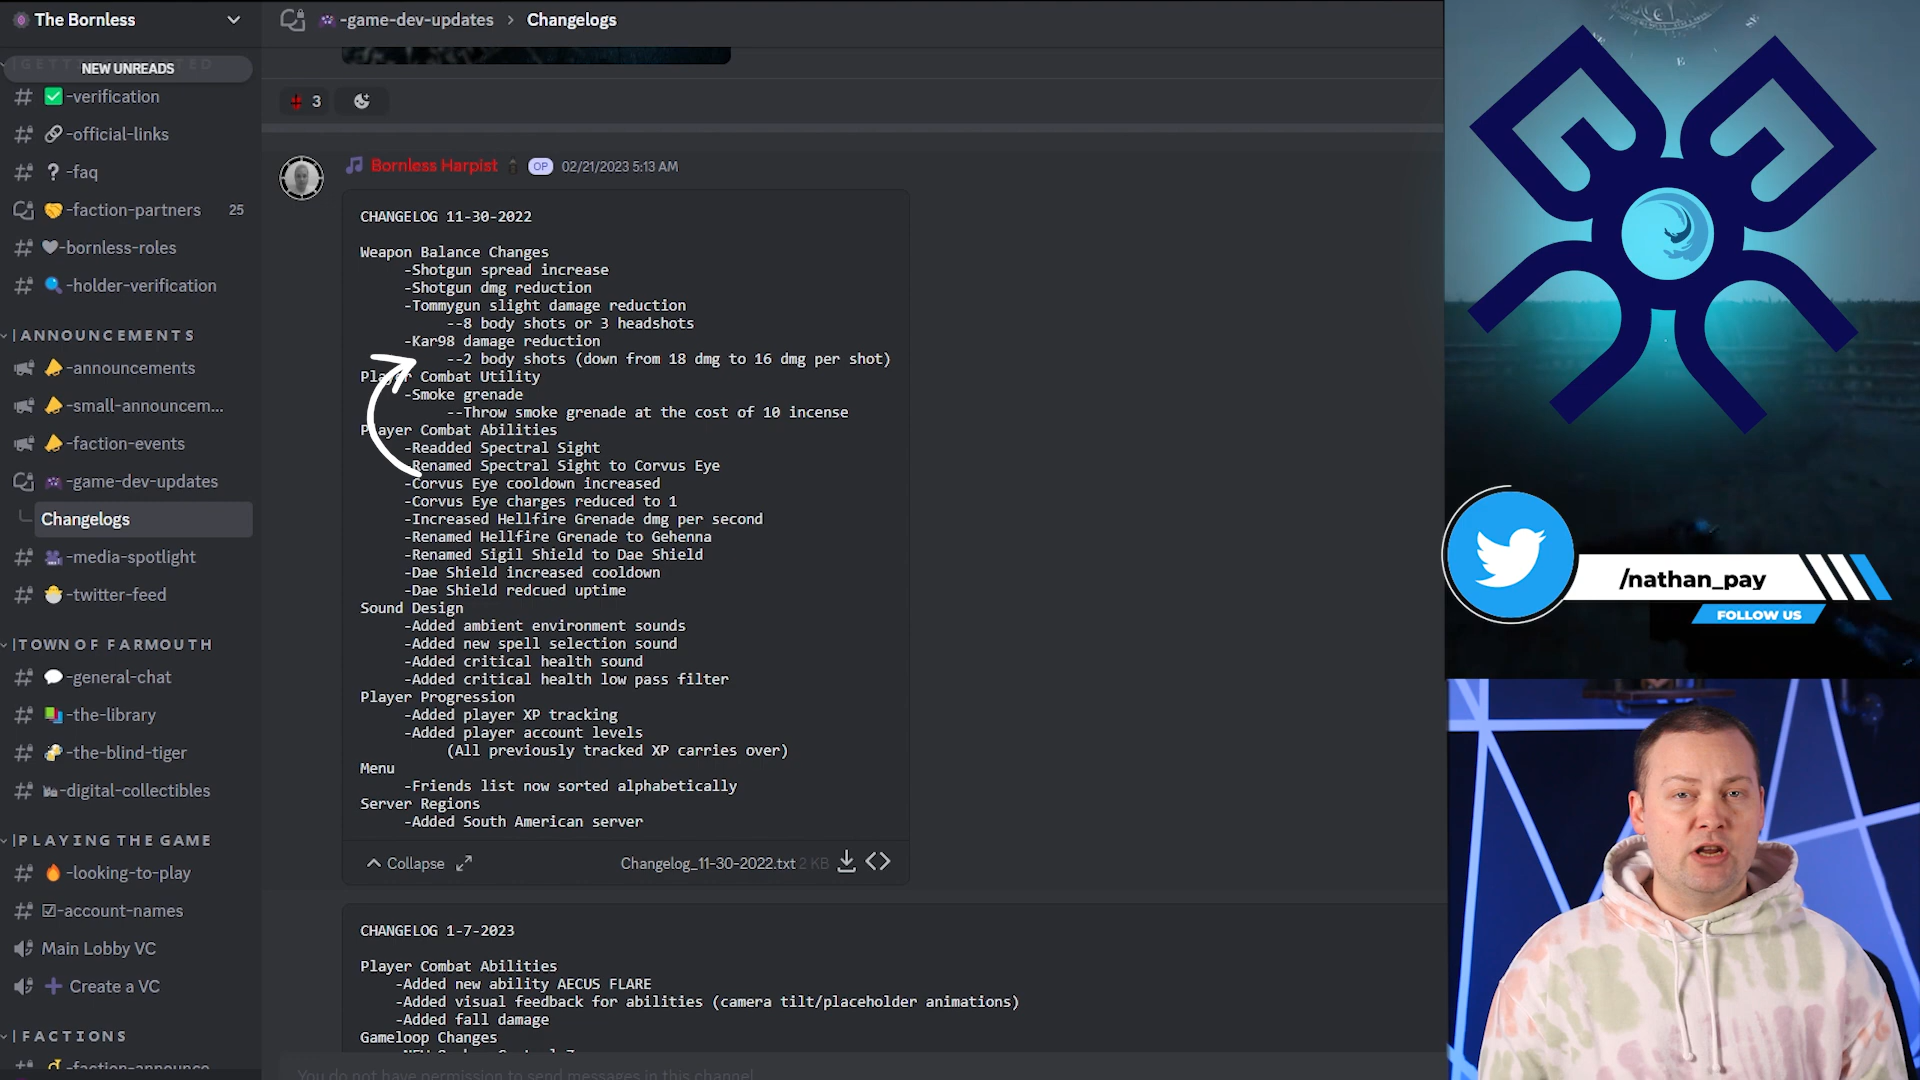 The Bornless
NEW UNREADS
-verification
-official-links
-faq
-faction-partners 25
-bornless-roles
-holder-verification
ANNOUNCEMENTS
-announcements
-small-announcem...
-faction-events
-game-dev-updates
Changelogs
-media-spotlight
-twitter-feed
TOWN OF FARMOUTH
-general-chat
-the-library
-the-blind-tiger
-digital-collectibles
PLAYING THE GAME
-looking-to-play
-account-names
Main Lobby VC
Create a VC
FACTIONS
-faction-announce
-game-dev-updates > Changelogs
3
Bornless Harpist OP 02/21/2023 5:13 AM
CHANGELOG 11-30-2022
Weapon Balance Changes
-Shotgun spread increase
-Shotgun dmg reduction
-Tommygun slight damage reduction
--8 body shots or 3 headshots
-Kar98 damage reduction
--2 body shots (down from 18 dmg to 16 dmg per shot)
Player Combat Utility
-Smoke grenade
--Throw smoke grenade at the cost of 10 incense
Player Combat Abilities
-Readded Spectral Sight
-Renamed Spectral Sight to Corvus Eye
-Corvus Eye cooldown increased
-Corvus Eye charges reduced to 1
-Increased Hellfire Grenade dmg per second
-Renamed Hellfire Grenade to Gehenna
-Renamed Sigil Shield to Dae Shield
-Dae Shield increased cooldown
-Dae Shield redcued uptime
Sound Design
-Added ambient environment sounds
-Added new spell selection sound
-Added critical health sound
-Added critical health low pass filter
Player Progression
-Added player XP tracking
-Added player account levels
(All previously tracked XP carries over)
Menu
-Friends list now sorted alphabetically
Server Regions
-Added South American server
Collapse Changelog_11-30-2022.txt 2 KB
CHANGELOG 1-7-2023
Player Combat Abilities
-Added new ability AECUS FLARE
-Added visual feedback for abilities (camera tilt/placeholder animations)
-Added fall damage
Gameloop Changes
You do not have permission to send messages in this channel.
/nathan_pay
FOLLOW US